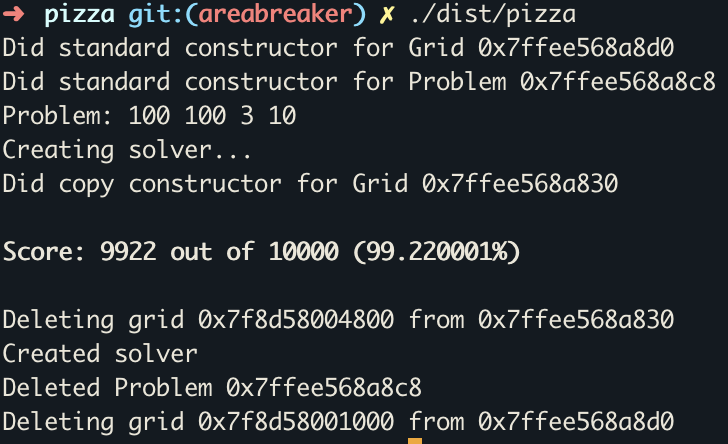 ➜ pizza git:(areabreaker) ✗ ./dist/pizza
Did standard constructor for Grid 0x7ffee568a8d0
Did standard constructor for Problem 0x7ffee568a8c8
Problem: 100 100 3 10
Creating solver...
Did copy constructor for Grid 0x7ffee568a830
Score: 9922 out of 10000 (99.220001%)
Deleting grid 0x7f8d58004800 from 0x7ffee568a830
Created solver
Deleted Problem 0x7ffee568a8c8
Deleting grid 0x7f8d58001000 from 0x7ffee568a8d0